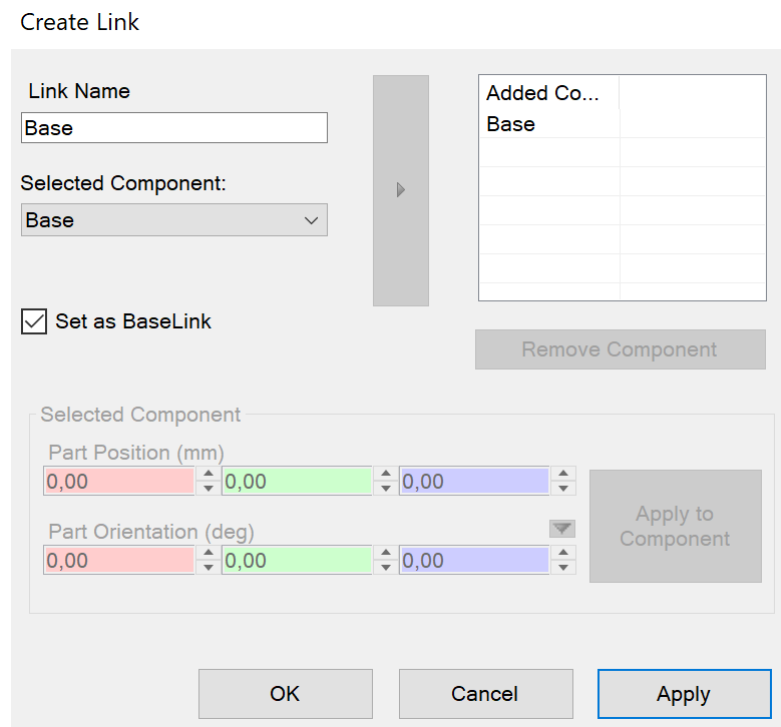 Create Link
Link Name
Base
Selected Component:
Base
Set as BaseLink
Added Co...
Base
Remove Component
Selected Component
Part Position (mm)
0,00 0,00 0,00
Part Orientation (deg)
0,00 0,00 0,00
Apply to
Component
OK Cancel Apply